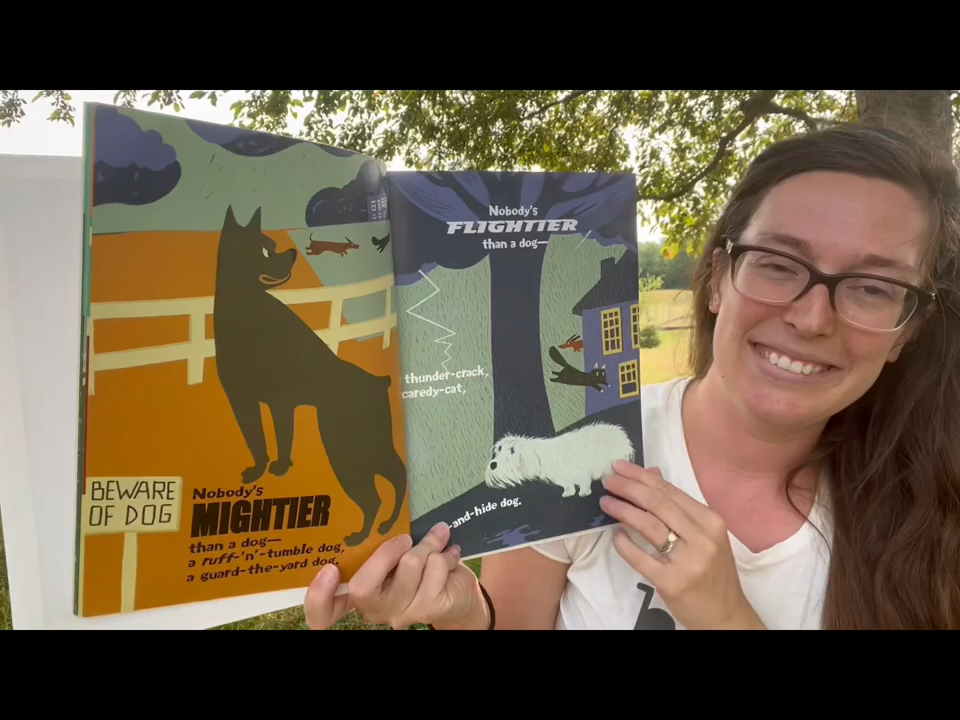 BEWARE
OF DOG
Nobody's
MIGHTIER
than a dog—
a ruff-'n'-tumble dog,
a guard-the-yard dog,
Nobody's
FLIGHTIER
than a dog—
thunder-crack,
caredy-cat,
-and-hide dog.